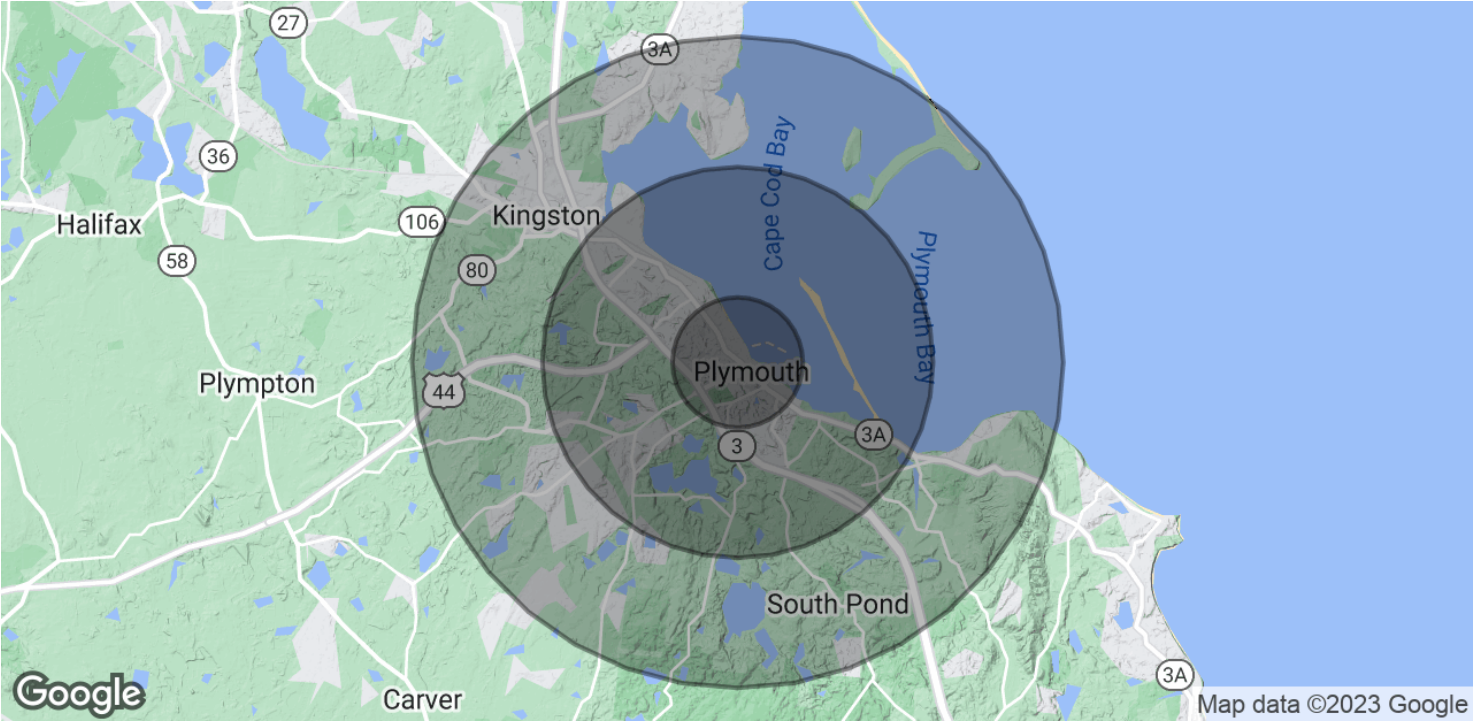 27
3A
36
Cape Cod Bay
Halifax
106
Kingston
58
80
Plymouth Bay
Plympton
44
Plymouth
3
3A
South Pond
3A
Carver
Google
Map data ©2023 Google